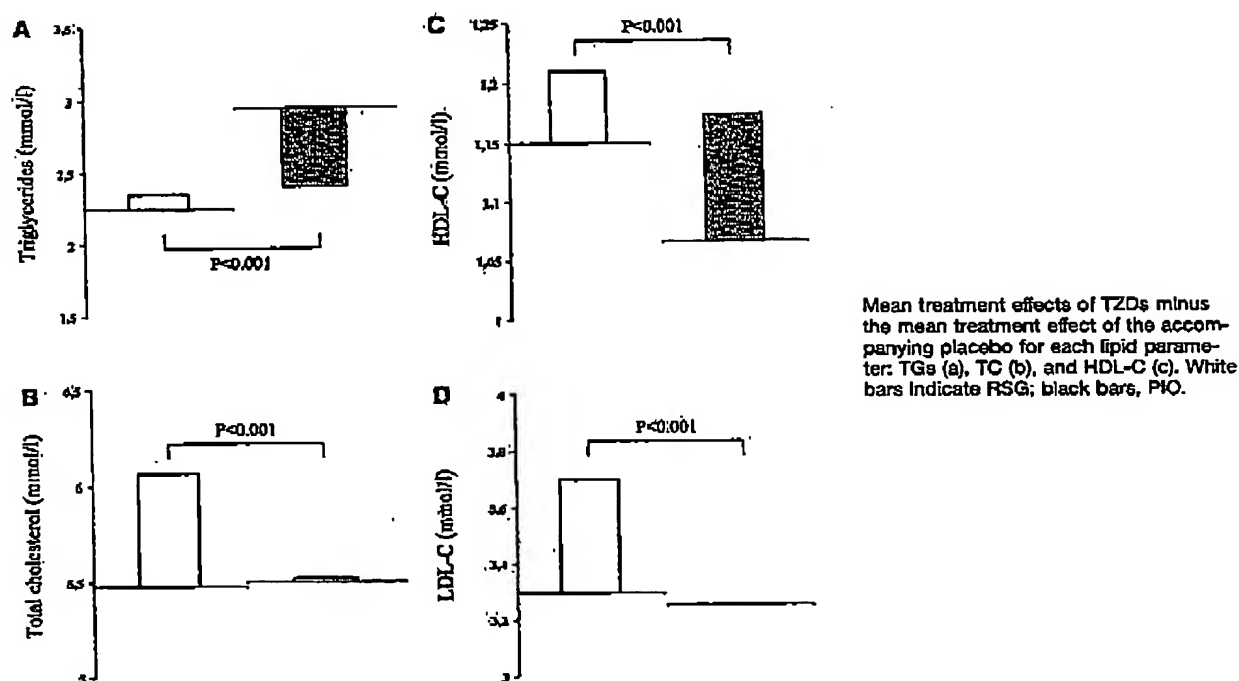 A
Triglycerides (mmol/l)
3,5
3
2,5
2
1.5
P<0.001
C
HDL-C (mmol/l)
1,25
1,2
1,15
1,1
1,05
1
P<0.001
B
Total cholesterol (mmol/l)
6,5
6
5,5
5
P<0.001
D
LDL-C (mmol/l)
4
3,8
3,6
3,4
3,2
3
P<0.001
Mean treatment effects of TZDs minus
the mean treatment effect of the accom-
panying placebo for each lipid parame-
ter: TGs (a), TC (b), and HDL-C (c). White
bars indicate RSG; black bars, PIO.